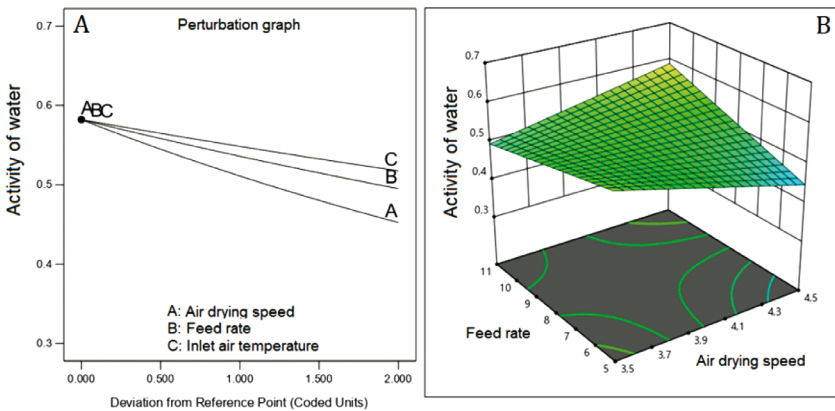 A
Perturbation graph
Activity of water
0.7
0.6
0.5
0.4
0.3
ABC
C
B
A
A: Air drying speed
B: Feed rate
C: Inlet air temperature
0.000
0.500
1.000
1.500
2.000
Deviation from Reference Point (Coded Units)
B
Activity of water
0.7
0.6
0.5
0.4
0.3
11
10
9
8
7
6
5
Feed rate
3.5
3.7
3.9
4.1
4.3
4.5
Air drying speed